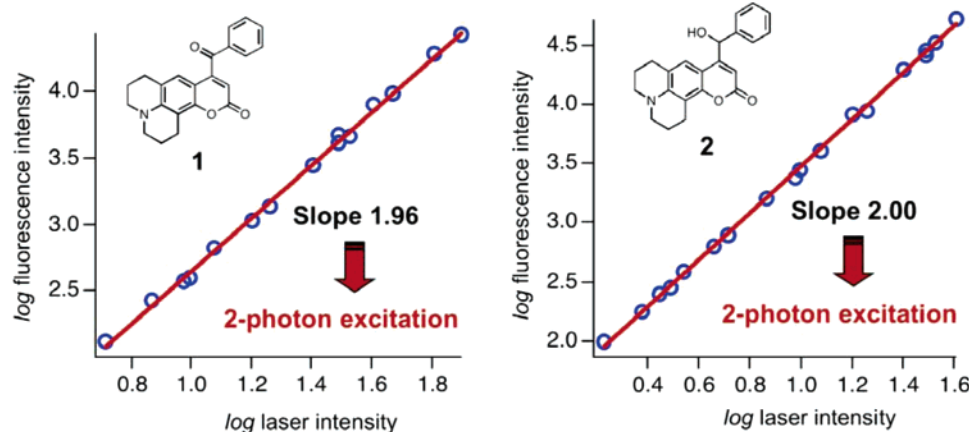 log fluorescence intensity
4.0
3.5
3.0
2.5
O
N
O
O
1
Slope 1.96
2-photon excitation
0.8 1.0 1.2 1.4 1.6 1.8
log laser intensity
log fluorescence intensity
4.5
4.0
3.5
3.0
2.5
2.0
HO
N
O
O
2
Slope 2.00
2-photon excitation
0.4 0.6 0.8 1.0 1.2 1.4 1.6
log laser intensity